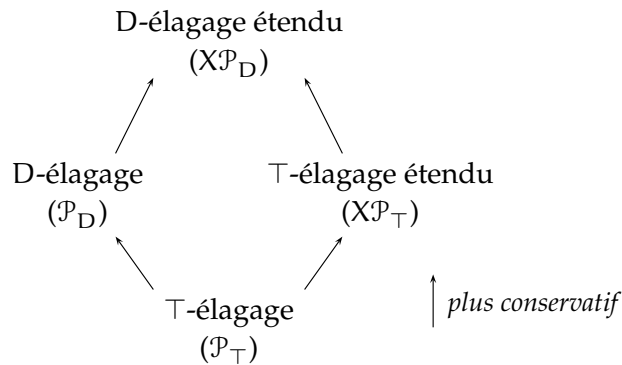 D-élagage étendu
(X𝒫_D)
D-élagage
(𝒫_D)
⊤-élagage étendu
(X𝒫_⊤)
⊤-élagage
(𝒫_⊤)
plus conservatif